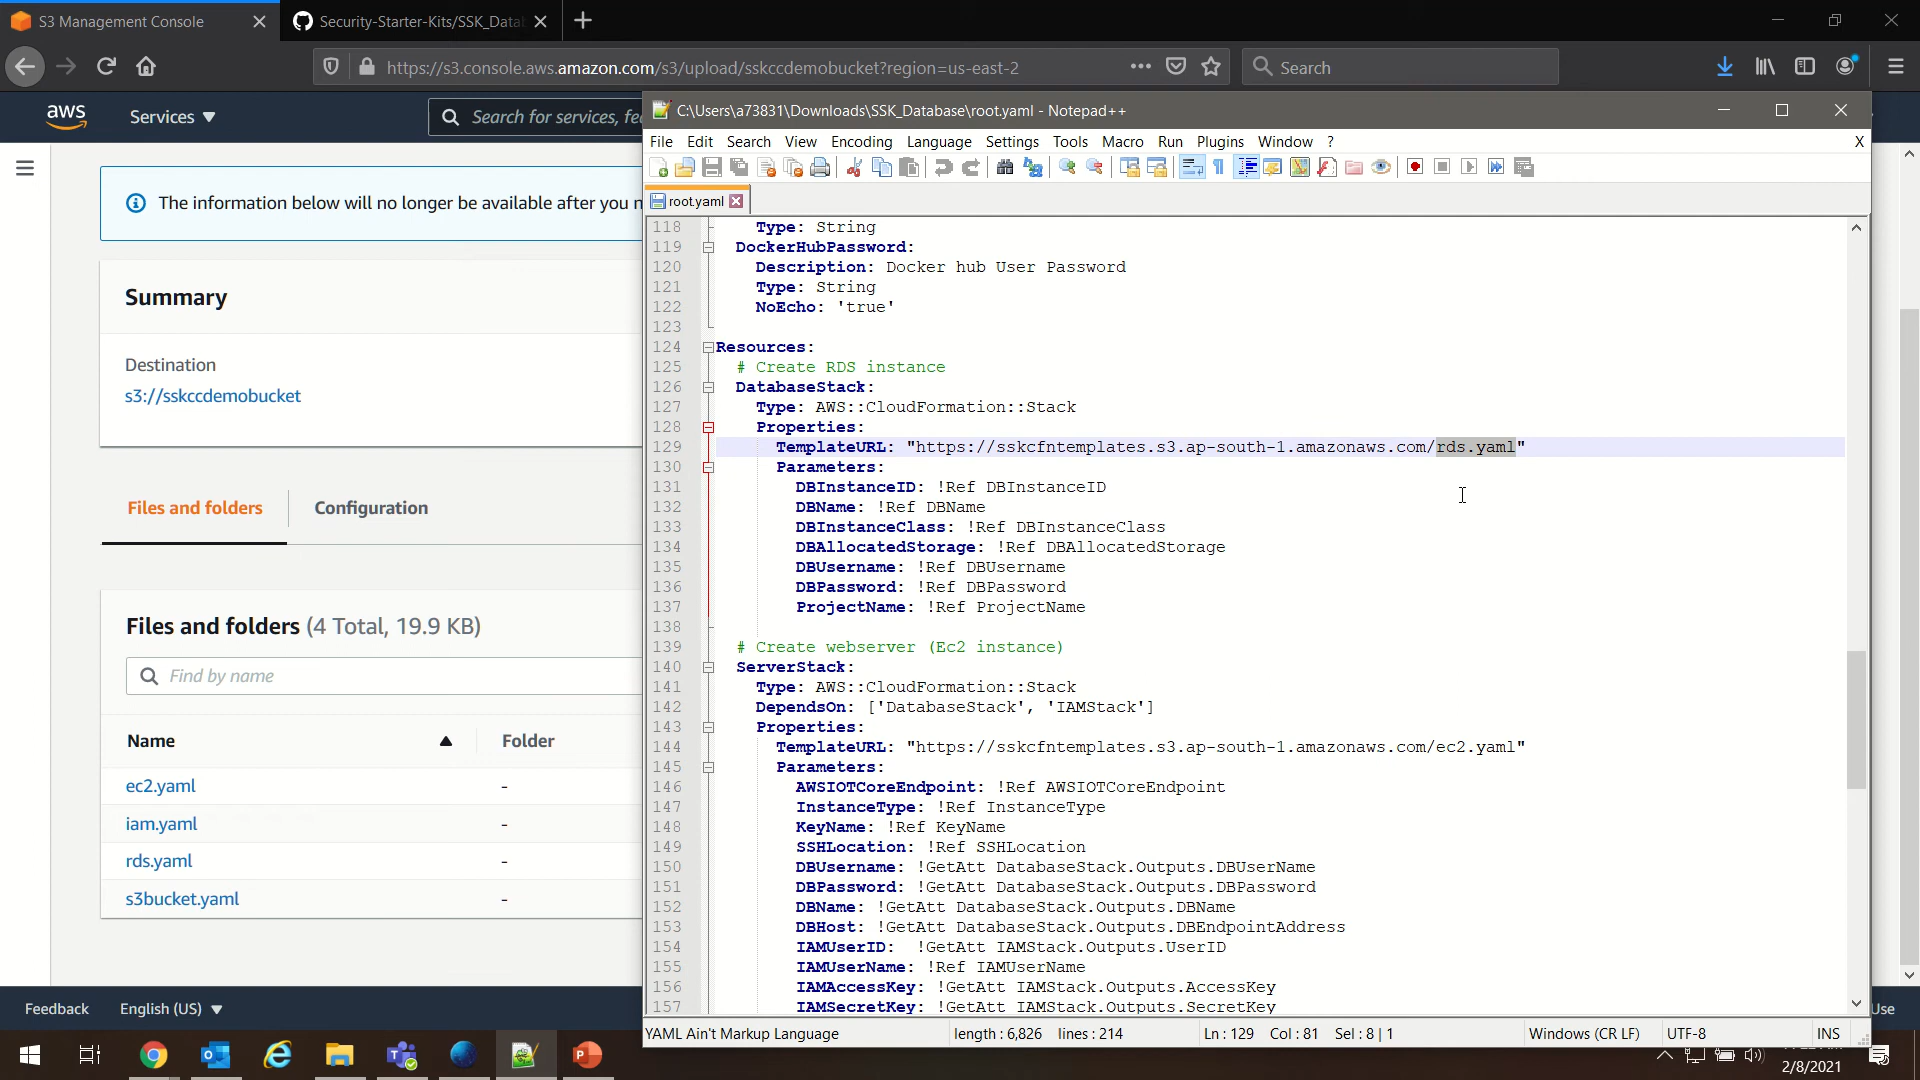 S3 Management Console
Security-Starter-Kits/SSK_Datab
https://s3.console.aws.amazon.com/s3/upload/sskccdemobucket?region=us-east-2
Search
aws
Services
Search for services, fe
The information below will no longer be available after you n
Summary
Destination
s3://sskccdemobucket
Files and folders
Configuration
Files and folders (4 Total, 19.9 KB)
Find by name
Name
Folder
ec2.yaml -
iam.yaml -
rds.yaml -
s3bucket.yaml -
Feedback
English (US)
Use
C:\Users\a73831\Downloads\SSK_Database\root.yaml - Notepad++
File Edit Search View Encoding Language Settings Tools Macro Run Plugins Window ? X
root.yaml
118 Type: String
119 DockerHubPassword:
120 Description: Docker hub User Password
121 Type: String
122 NoEcho: 'true'
123
124 Resources:
125 # Create RDS instance
126 DatabaseStack:
127 Type: AWS::CloudFormation::Stack
128 Properties:
129 TemplateURL: "https://sskcfntemplates.s3.ap-south-1.amazonaws.com/rds.yaml"
130 Parameters:
131 DBInstanceID: !Ref DBInstanceID
132 DBName: !Ref DBName
133 DBInstanceClass: !Ref DBInstanceClass
134 DBAllocatedStorage: !Ref DBAllocatedStorage
135 DBUsername: !Ref DBUsername
136 DBPassword: !Ref DBPassword
137 ProjectName: !Ref ProjectName
138
139 # Create webserver (Ec2 instance)
140 ServerStack:
141 Type: AWS::CloudFormation::Stack
142 DependsOn: ['DatabaseStack', 'IAMStack']
143 Properties:
144 TemplateURL: "https://sskcfntemplates.s3.ap-south-1.amazonaws.com/ec2.yaml"
145 Parameters:
146 AWSIOTCoreEndpoint: !Ref AWSIOTCoreEndpoint
147 InstanceType: !Ref InstanceType
148 KeyName: !Ref KeyName
149 SSHLocation: !Ref SSHLocation
150 DBUsername: !GetAtt DatabaseStack.Outputs.DBUserName
151 DBPassword: !GetAtt DatabaseStack.Outputs.DBPassword
152 DBName: !GetAtt DatabaseStack.Outputs.DBName
153 DBHost: !GetAtt DatabaseStack.Outputs.DBEndpointAddress
154 IAMUserID: !GetAtt IAMStack.Outputs.UserID
155 IAMUserName: !Ref IAMUserName
156 IAMAccessKey: !GetAtt IAMStack.Outputs.AccessKey
157 IAMSecretKey: !GetAtt IAMStack.Outputs.SecretKey
YAML Ain't Markup Language length : 6,826 lines : 214 Ln : 129 Col : 81 Sel : 8 | 1 Windows (CR LF) UTF-8 INS
2/8/2021